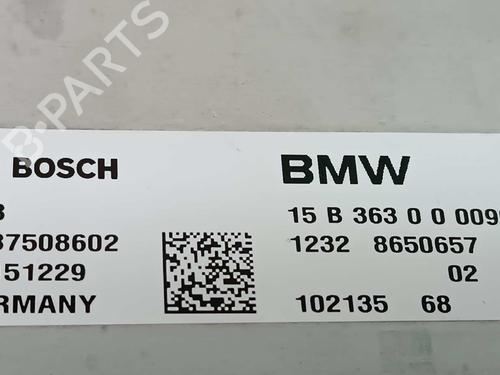 B-PARTS
BOSCH BMW
15 B 363 0 0 009
37508602 1232 8650657
51229 02
RMANY 102135 68